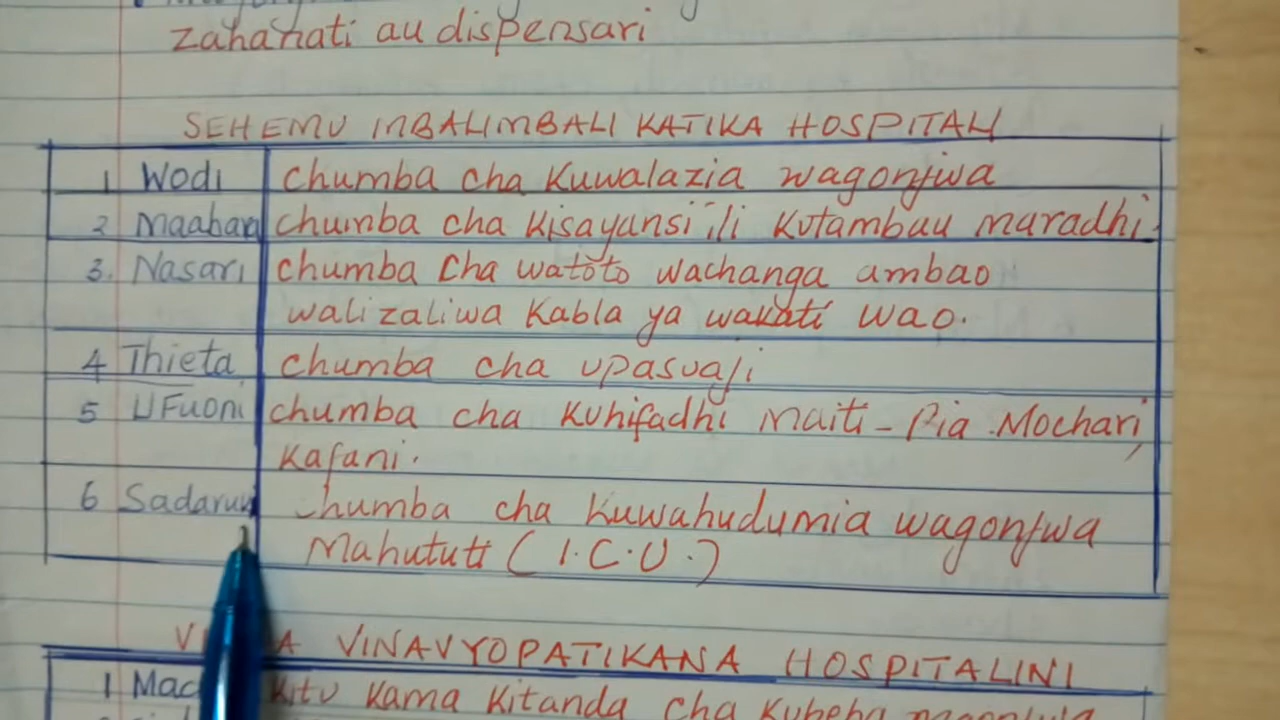 zahanati au dispensari
SEHEMU MBALIMBALI KATIKA HOSPITALI
1 Wodi chumba cha kuwalazia wagonjwa
2 Maabara chumba cha kisayansi ili kutambau maradhi.
3. Nasari chumba cha watoto wachanga ambao
walizaliwa kabla ya wakati wao.
4 Thieta chumba cha upasuaji
5 UFuoni chumba cha kuhifadhi maiti - Pia Mochari,
kafani.
6 chumba cha kuwahudumia wagonjwa
Mahututi (I.C.U.)
VINAVYOPATIKANA HOSPITALINI
1 kitu kama kitanda cha kubeba